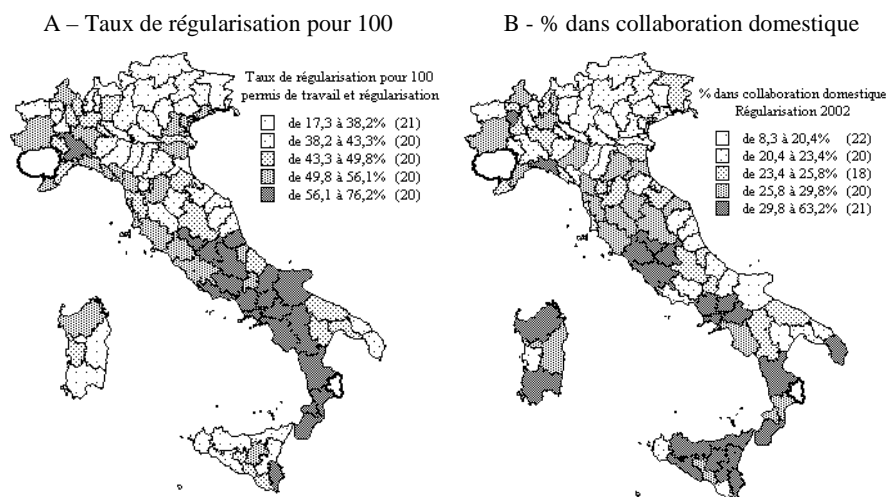 A – Taux de régularisation pour 100
Taux de régularisation pour 100
permis de travail et régularisation
de 17,3 à 38,2% (21)
de 38,2 à 43,3% (20)
de 43,3 à 49,8% (20)
de 49,8 à 56,1% (20)
de 56,1 à 76,2% (20)
B - % dans collaboration domestique
% dans collaboration domestique
Régularisation 2002
de 8,3 à 20,4% (22)
de 20,4 à 23,4% (20)
de 23,4 à 25,8% (18)
de 25,8 à 29,8% (20)
de 29,8 à 63,2% (21)